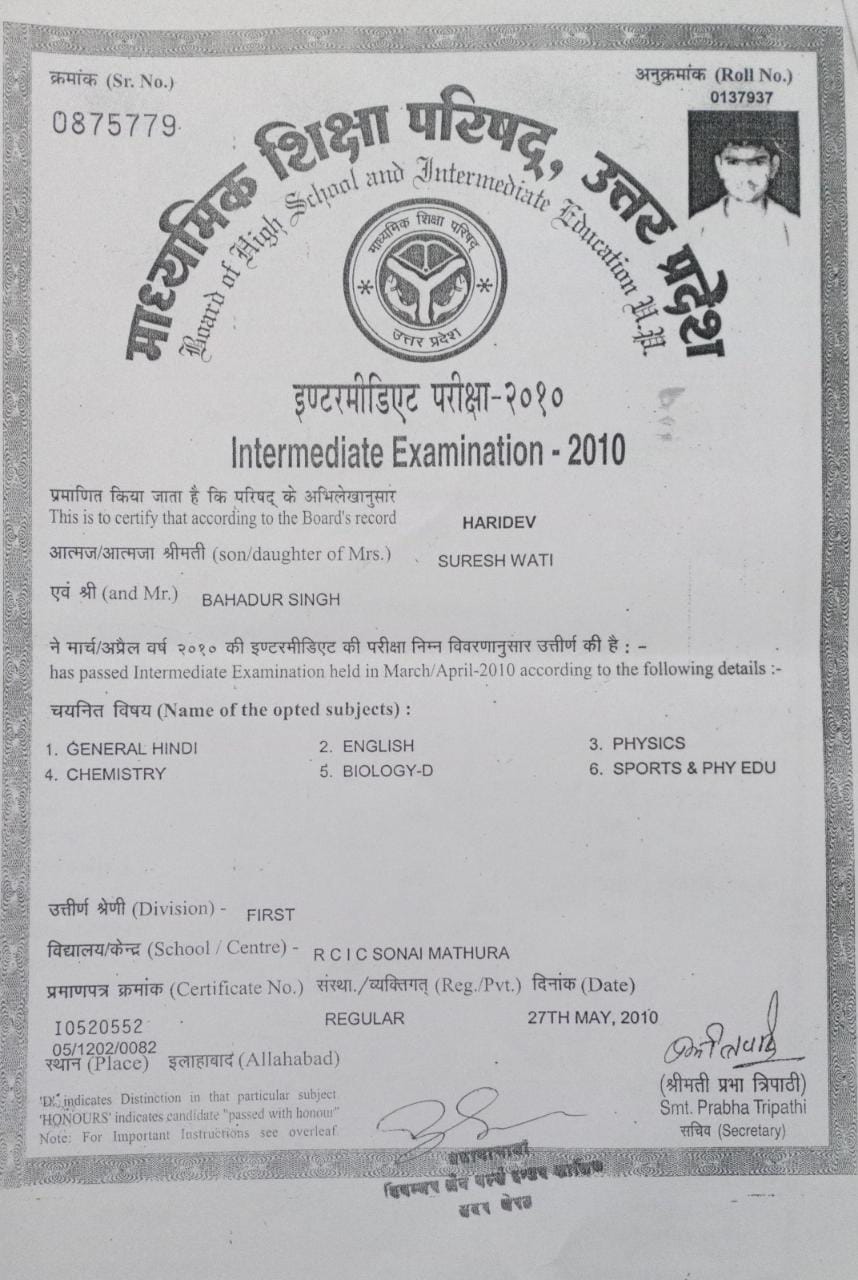 क्रमांक (Sr. No.)
0875779
अनुक्रमांक (Roll No.)
0137937
माध्यमिक शिक्षा परिषद्, उत्तर प्रदेश
Board of High School and Intermediate Education U.P.
माध्यमिक शिक्षा परिषद्
उत्तर प्रदेश
इण्टरमीडिएट परीक्षा-२०१०
Intermediate Examination - 2010
प्रमाणित किया जाता है कि परिषद् के अभिलेखानुसार
This is to certify that according to the Board's record HARIDEV
आत्मज/आत्मजा श्रीमती (son/daughter of Mrs.) SURESH WATI
एवं श्री (and Mr.) BAHADUR SINGH
ने मार्च/अप्रैल वर्ष २०१० की इण्टरमीडिएट की परीक्षा निम्न विवरणानुसार उत्तीर्ण की है : -
has passed Intermediate Examination held in March/April-2010 according to the following details :-
चयनित विषय (Name of the opted subjects) :
1. GENERAL HINDI 2. ENGLISH 3. PHYSICS
4. CHEMISTRY 5. BIOLOGY-D 6. SPORTS & PHY EDU
उत्तीर्ण श्रेणी (Division) - FIRST
विद्यालय/केन्द्र (School / Centre) - R C I C SONAI MATHURA
प्रमाणपत्र क्रमांक (Certificate No.) संस्था./व्यक्तिगत् (Reg./Pvt.) दिनांक (Date)
I0520552 REGULAR 27TH MAY, 2010
05/1202/0082
स्थान (Place) इलाहाबाद (Allahabad)
(श्रीमती प्रभा त्रिपाठी)
Smt. Prabha Tripathi
सचिव (Secretary)
'D' indicates Distinction in that particular subject
'HONOURS' indicates candidate "passed with honour"
Note: For Important Instructions see overleaf